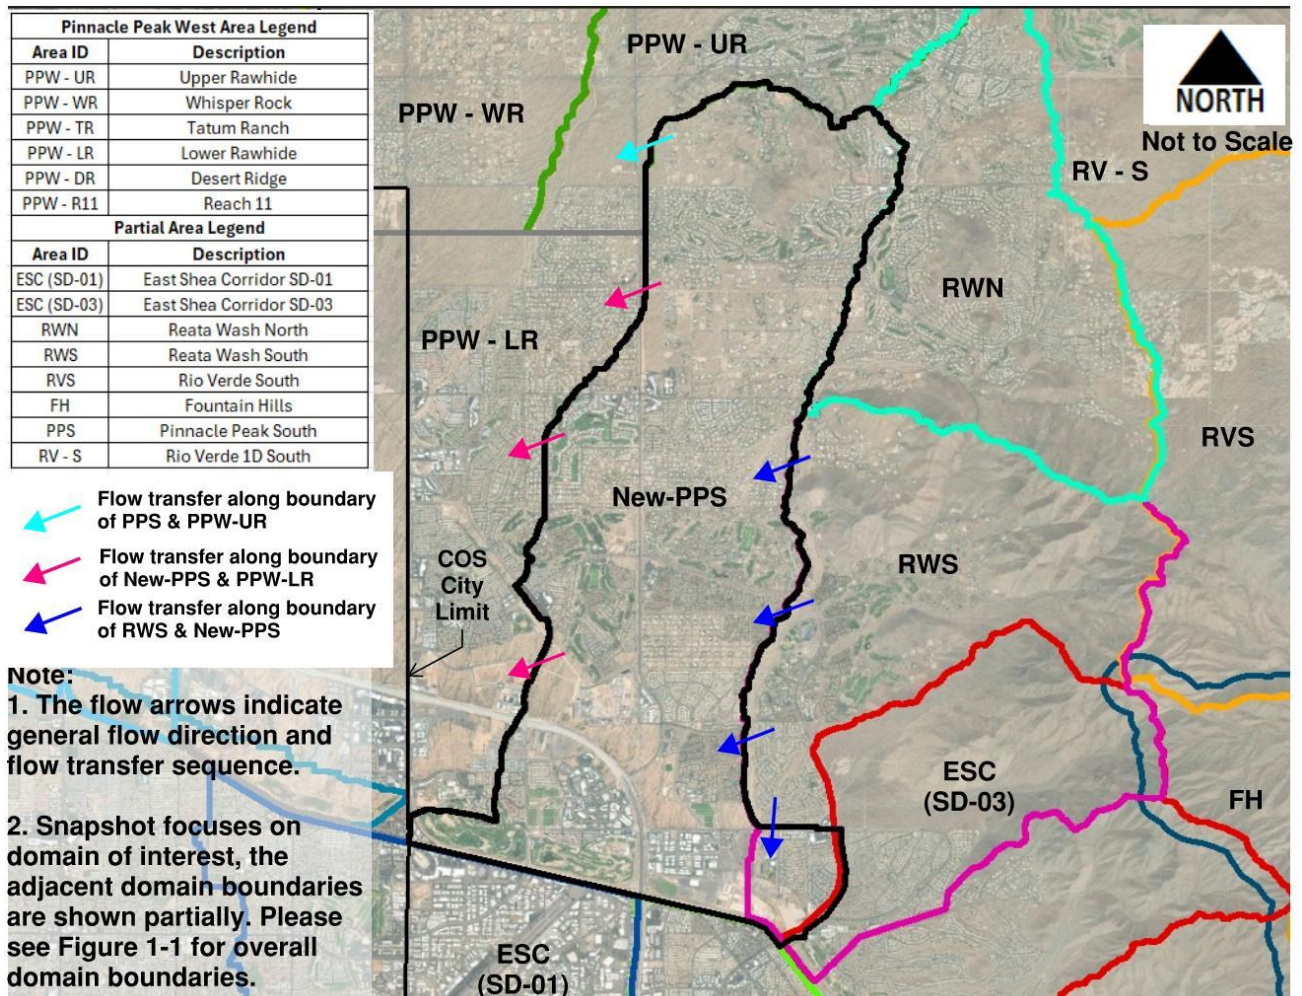 Pinnacle Peak West Area Legend
Area ID Description
PPW - UR Upper Rawhide
PPW - WR Whisper Rock
PPW - TR Tatum Ranch
PPW - LR Lower Rawhide
PPW - DR Desert Ridge
PPW - R11 Reach 11
Partial Area Legend
Area ID Description
ESC (SD-01) East Shea Corridor SD-01
ESC (SD-03) East Shea Corridor SD-03
RWN Reata Wash North
RWS Reata Wash South
RVS Rio Verde South
FH Fountain Hills
PPS Pinnacle Peak South
RV - S Rio Verde 1D South
Flow transfer along boundary
of PPS & PPW-UR
Flow transfer along boundary
of New-PPS & PPW-LR
Flow transfer along boundary
of RWS & New-PPS
Note:
1. The flow arrows indicate
general flow direction and
flow transfer sequence.
2. Snapshot focuses on
domain of interest, the
adjacent domain boundaries
are shown partially. Please
see Figure 1-1 for overall
domain boundaries.
PPW - UR
PPW - WR
NORTH
Not to Scale
RV - S
RWN
PPW - LR
RVS
New-PPS
COS
City
Limit
RWS
ESC
(SD-03)
FH
ESC
(SD-01)